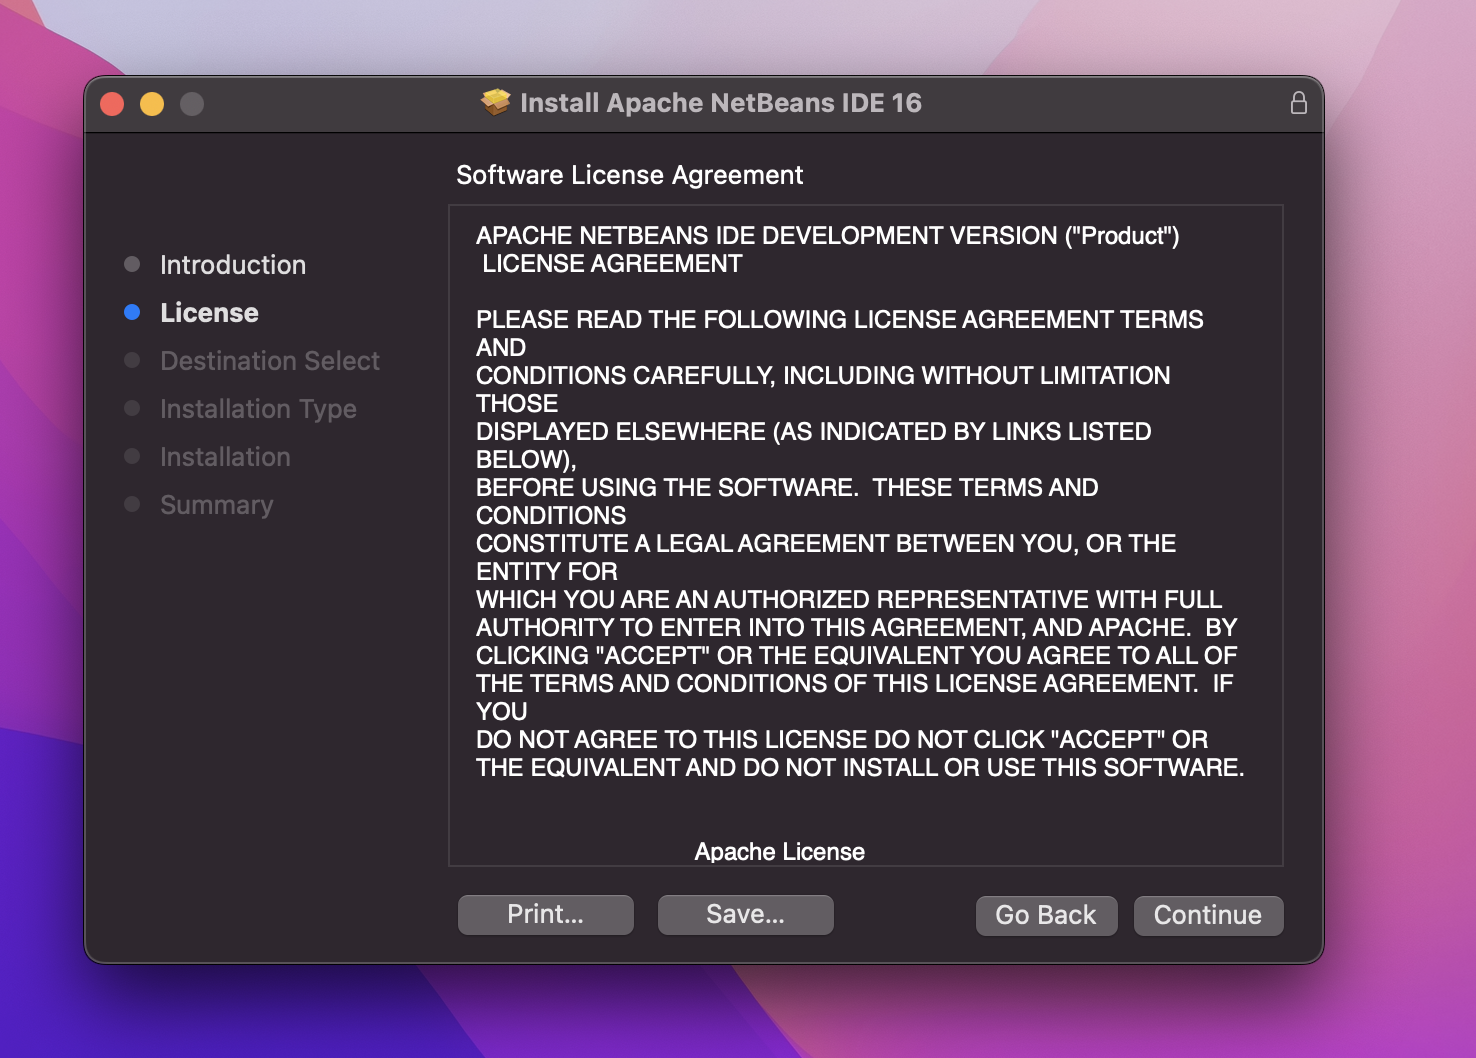 Install Apache NetBeans IDE 16
Software License Agreement
Introduction
License
Destination Select
Installation Type
Installation
Summary
APACHE NETBEANS IDE DEVELOPMENT VERSION ("Product")
LICENSE AGREEMENT
PLEASE READ THE FOLLOWING LICENSE AGREEMENT TERMS
AND
CONDITIONS CAREFULLY, INCLUDING WITHOUT LIMITATION
THOSE
DISPLAYED ELSEWHERE (AS INDICATED BY LINKS LISTED
BELOW),
BEFORE USING THE SOFTWARE.  THESE TERMS AND
CONDITIONS
CONSTITUTE A LEGAL AGREEMENT BETWEEN YOU, OR THE
ENTITY FOR
WHICH YOU ARE AN AUTHORIZED REPRESENTATIVE WITH FULL
AUTHORITY TO ENTER INTO THIS AGREEMENT, AND APACHE.  BY
CLICKING "ACCEPT" OR THE EQUIVALENT YOU AGREE TO ALL OF
THE TERMS AND CONDITIONS OF THIS LICENSE AGREEMENT.  IF
YOU
DO NOT AGREE TO THIS LICENSE DO NOT CLICK "ACCEPT" OR
THE EQUIVALENT AND DO NOT INSTALL OR USE THIS SOFTWARE.
Apache License
Print...
Save...
Go Back
Continue